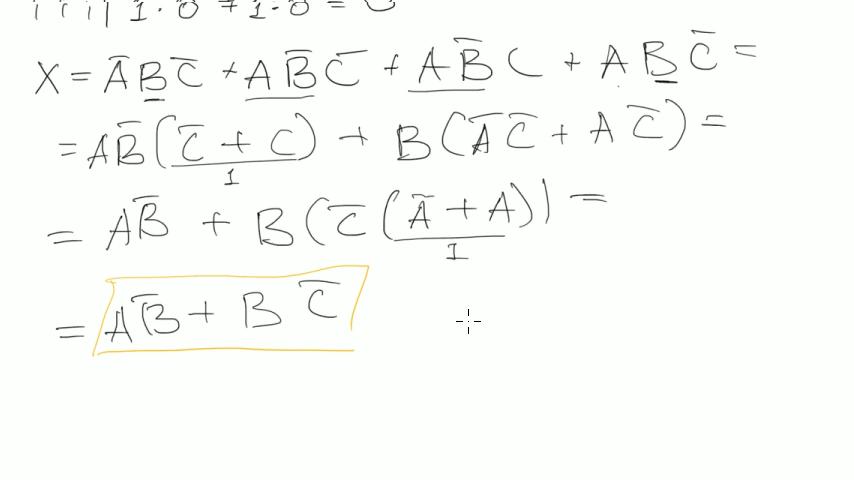 X = A̅BC̅ + AB̅C̅ + AB̅C + ABC̅ =
= AB̅(C̅ + C) + B(A̅C̅ + AC̅) =
1
= AB̅ + B(C̅(A̅ + A)) =
1
= AB̅ + BC̅